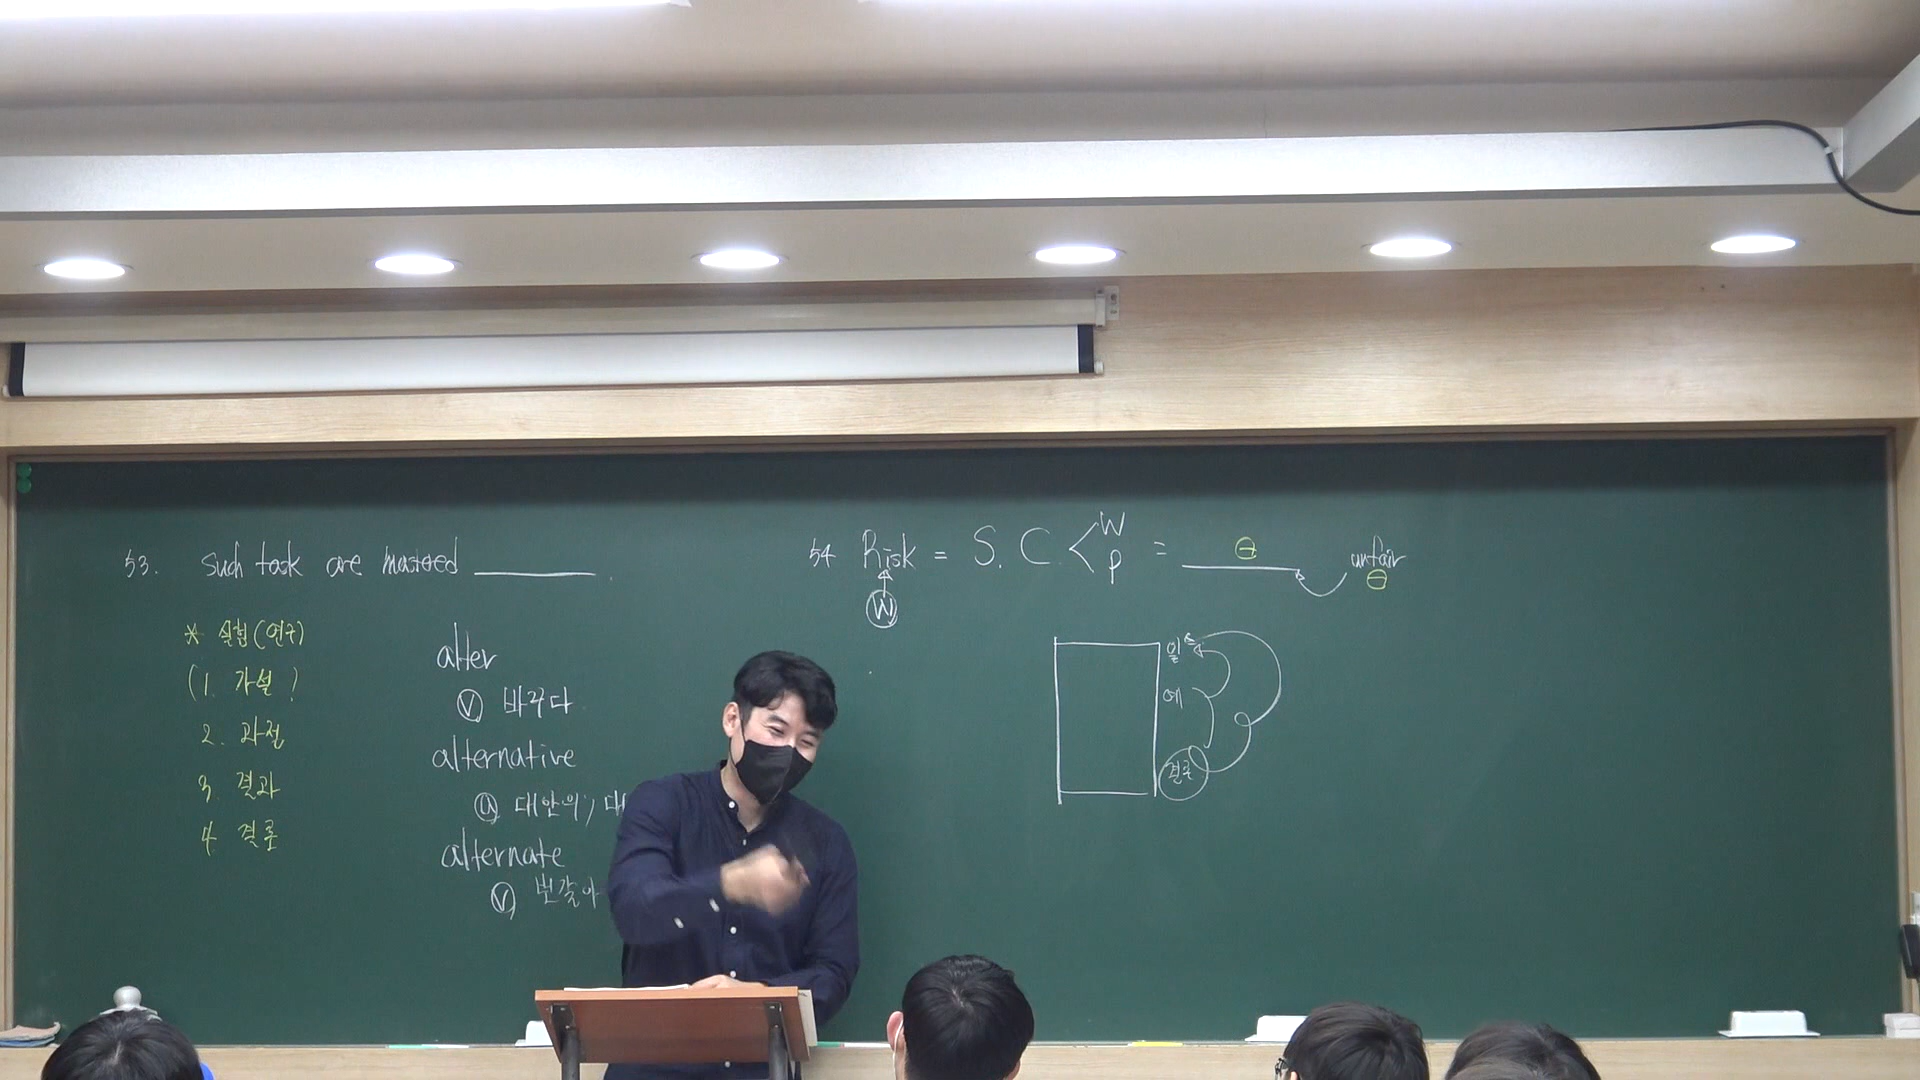 53. Such task are mastered ______.
* 실험(연구)
(1. 가설)
2. 과정
3. 결과
4. 결론
alter
ⓥ 바꾸다
alternative
ⓐ 대안의; 대
alternate
ⓥ 번갈아
54 Risk = S. C. < W P = ______ ⊖ unfair ⊖
Ⓦ
예
결론